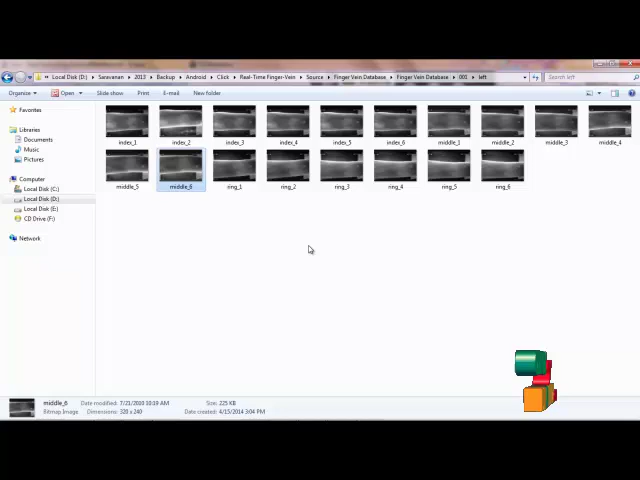 Local Disk (D:) ▸ Saravanan ▸ 2013 ▸ Backup ▸ Android ▸ Click ▸ Real-Time Finger-Vein ▸ Source ▸ Finger Vein Database ▸ Finger Vein Database ▸ 001 ▸ left
Search left
Organize Open Slide show Print E-mail New folder
Favorites
Libraries
Documents
Music
Pictures
Computer
Local Disk (C:)
Local Disk (D:)
Local Disk (E:)
CD Drive (F:)
Network
index_1 index_2 index_3 index_4 index_5 index_6 middle_1 middle_2 middle_3 middle_4
middle_5 middle_6 ring_1 ring_2 ring_3 ring_4 ring_5 ring_6
middle_6 Date modified: 7/21/2010 10:19 AM Size: 225 KB
Bitmap Image Dimensions: 320 x 240 Date created: 4/15/2014 3:04 PM